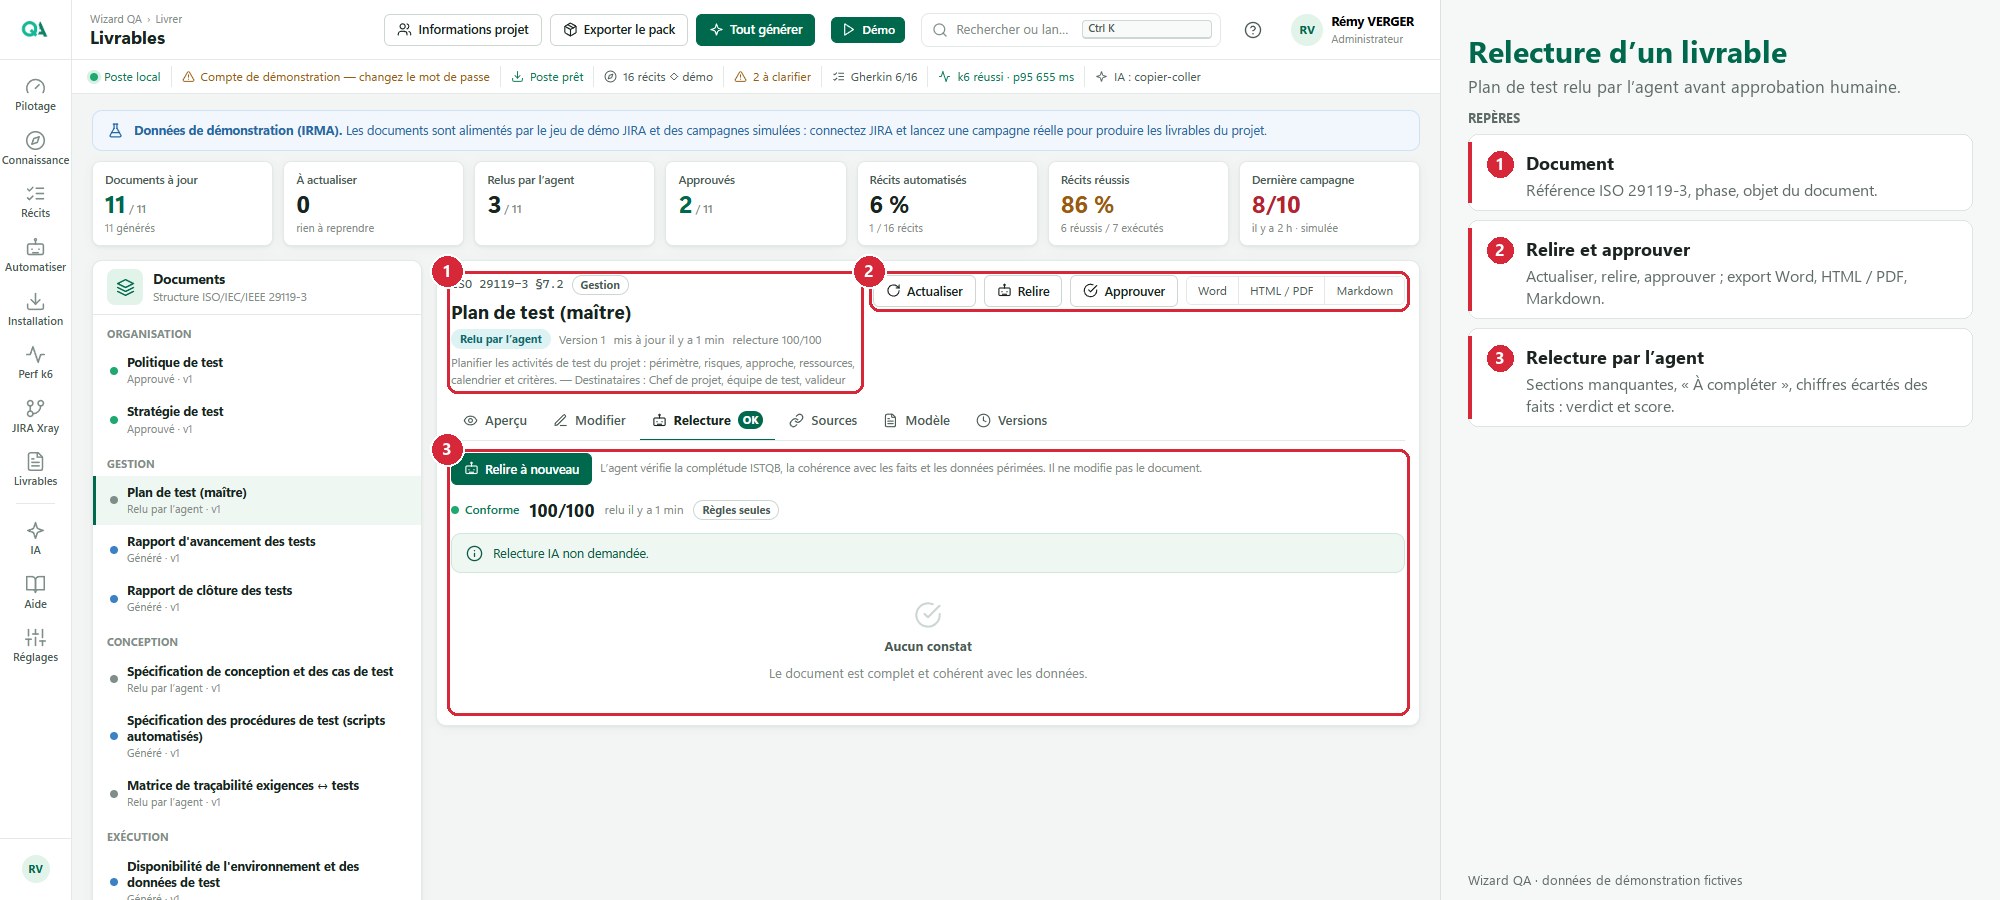 QA
Wizard QA › Livrer
Livrables
Informations projet
Exporter le pack
Tout générer
Démo
Rechercher ou lan...
Ctrl K
RV
Rémy VERGER
Administrateur
Poste local
Compte de démonstration — changez le mot de passe
Poste prêt
16 récits ◇ démo
2 à clarifier
Gherkin 6/16
k6 réussi · p95 655 ms
IA : copier-coller
Pilotage
Connaissance
Récits
Automatiser
Installation
Perf k6
JIRA Xray
Livrables
IA
Aide
Réglages
RV
Données de démonstration (IRMA). Les documents sont alimentés par le jeu de démo JIRA et des campagnes simulées : connectez JIRA et lancez une campagne réelle pour produire les livrables du projet.
Documents à jour
11 / 11
11 générés
À actualiser
0
rien à reprendre
Relus par l'agent
3 / 11
Approuvés
2 / 11
Récits automatisés
6 %
1 / 16 récits
Récits réussis
86 %
6 réussis / 7 exécutés
Dernière campagne
8/10
il y a 2 h · simulée
Documents
Structure ISO/IEC/IEEE 29119-3
ORGANISATION
Politique de test
Approuvé · v1
Stratégie de test
Approuvé · v1
GESTION
Plan de test (maître)
Relu par l'agent · v1
Rapport d'avancement des tests
Généré · v1
Rapport de clôture des tests
Généré · v1
CONCEPTION
Spécification de conception et des cas de test
Relu par l'agent · v1
Spécification des procédures de test (scripts
automatisés)
Généré · v1
Matrice de traçabilité exigences ↔ tests
Relu par l'agent · v1
EXÉCUTION
Disponibilité de l'environnement et des
données de test
Généré · v1
1
ISO 29119-3 §7.2
Gestion
Plan de test (maître)
Relu par l'agent
Version 1 mis à jour il y a 1 min relecture 100/100
Planifier les activités de test du projet : périmètre, risques, approche, ressources,
calendrier et critères. — Destinataires : Chef de projet, équipe de test, valideur
2
Actualiser
Relire
Approuver
Word
HTML / PDF
Markdown
Aperçu
Modifier
Relecture OK
Sources
Modèle
Versions
3
Relire à nouveau
L'agent vérifie la complétude ISTQB, la cohérence avec les faits et les données périmées. Il ne modifie pas le document.
Conforme 100/100 relu il y a 1 min Règles seules
Relecture IA non demandée.
Aucun constat
Le document est complet et cohérent avec les données.
Relecture d’un livrable
Plan de test relu par l’agent avant approbation humaine.
REPÈRES
1 Document
Référence ISO 29119-3, phase, objet du document.
2 Relire et approuver
Actualiser, relire, approuver ; export Word, HTML / PDF,
Markdown.
3 Relecture par l’agent
Sections manquantes, « À compléter », chiffres écartés des
faits : verdict et score.
Wizard QA · données de démonstration fictives